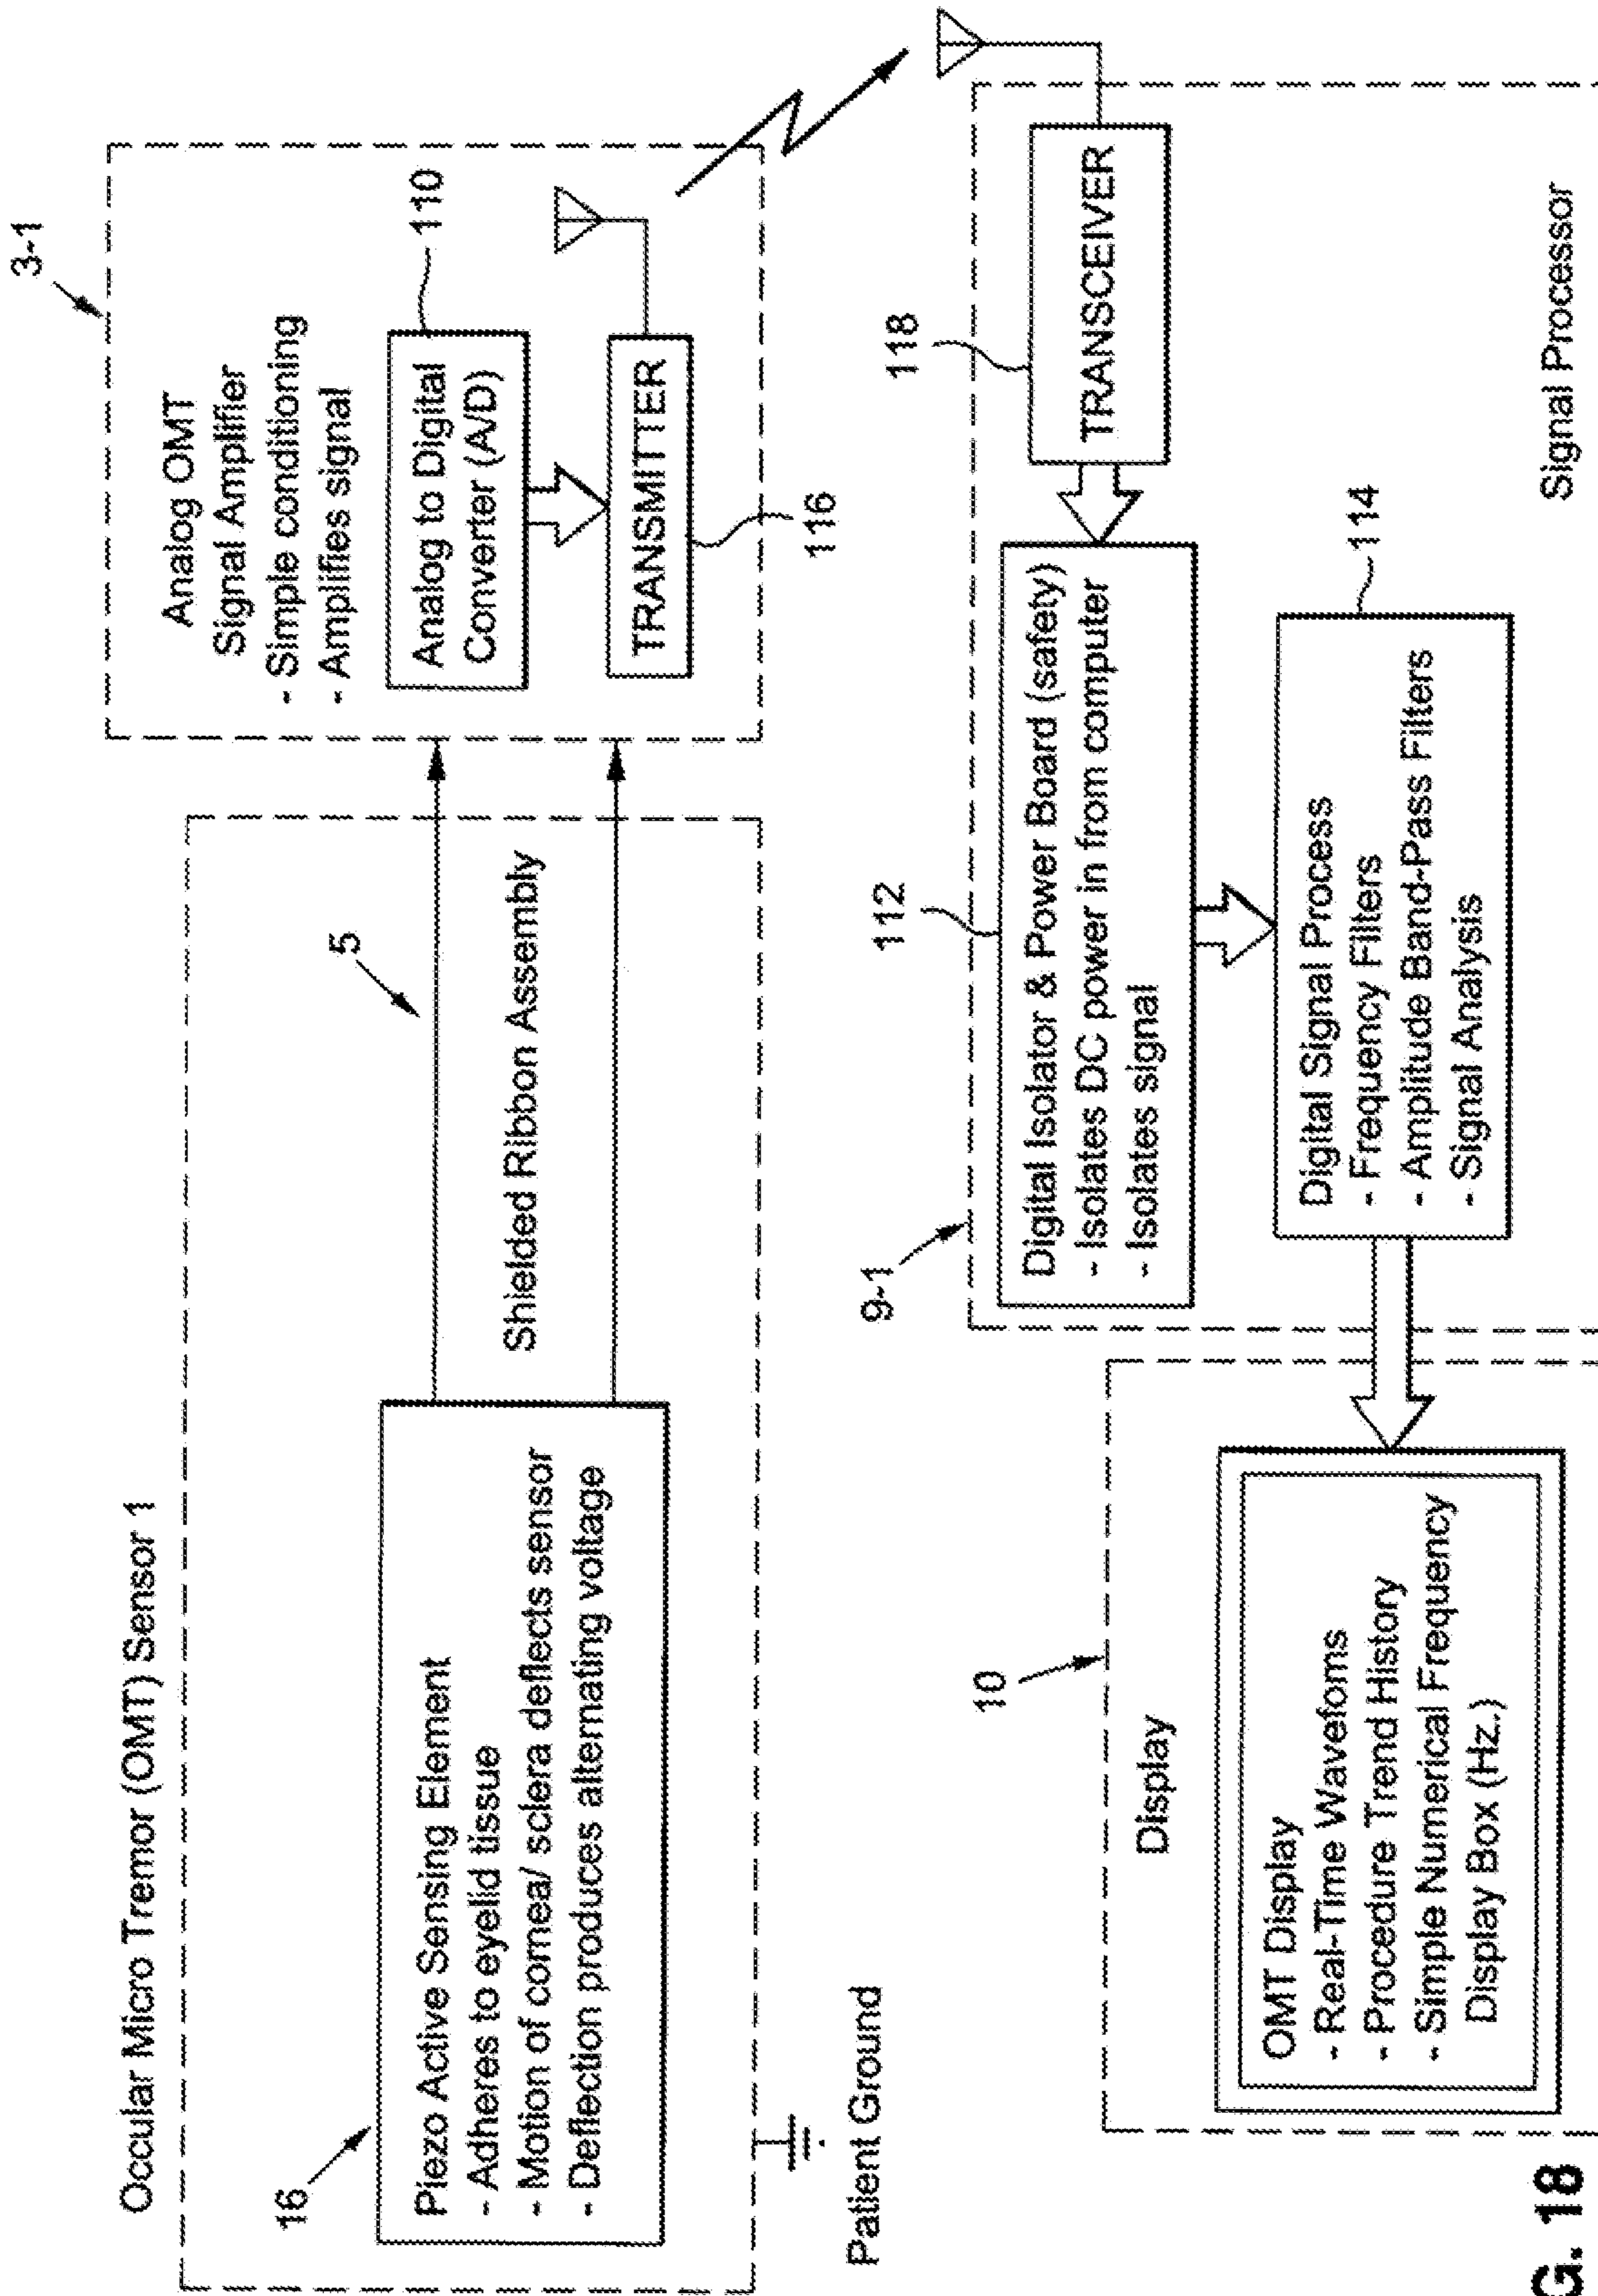 Occular Micro Tremor (OMT) Sensor 1
16
Piezo Active Sensing Element
- Adheres to eyelid tissue
- Motion of cornea/ sclera deflects sensor
- Deflection produces alternating voltage
5
Shielded Ribbon Assembly
Patient Ground
3-1
Analog OMT
Signal Amplifier
- Simple conditioning
- Amplifies signal
110
Analog to Digital
Converter (A/D)
TRANSMITTER
116
118
TRANSCEIVER
112
9-1
Digital Isolator & Power Board (safety)
- Isolates DC power in from computer
- Isolates signal
114
Digital Signal Process
- Frequency Filters
- Amplitude Band-Pass Filters
- Signal Analysis
Signal Processor
10
Display
OMT Display
- Real-Time Wavefoms
- Procedure Trend History
- Simple Numerical Frequency
Display Box (Hz.)
G. 18